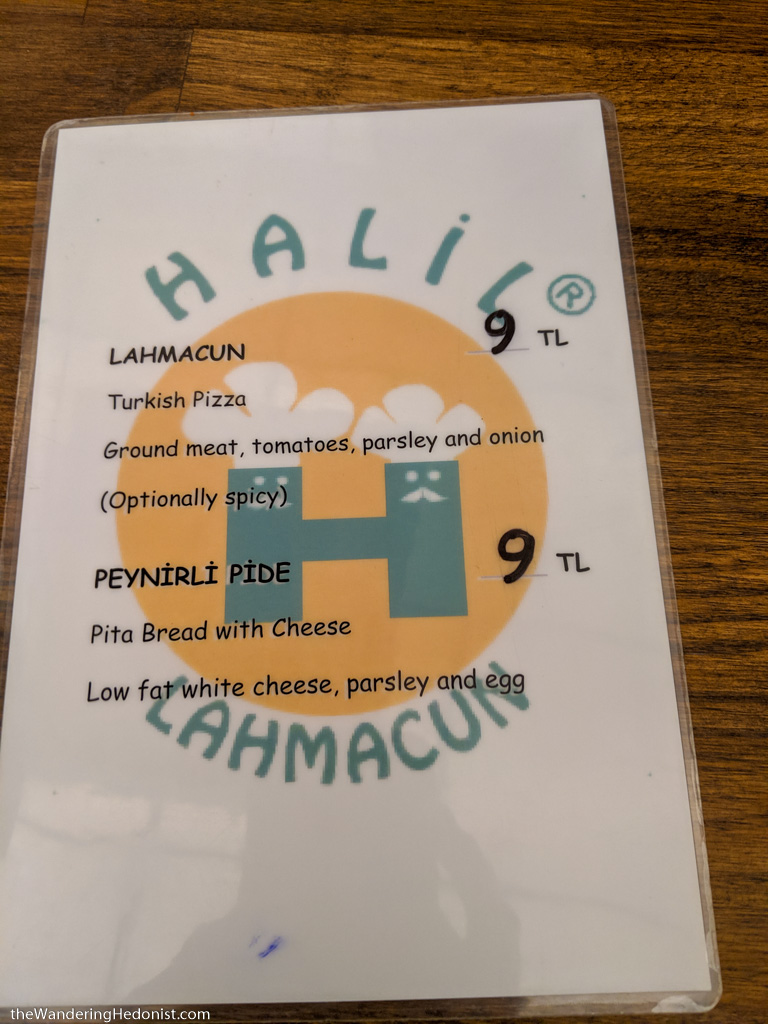 HALİL®
LAHMACUN 9 TL
Turkish Pizza
Ground meat, tomatoes, parsley and onion
(Optionally spicy)
PEYNİRLİ PİDE 9 TL
Pita Bread with Cheese
Low fat white cheese, parsley and egg
LAHMACUN
theWanderingHedonist.com